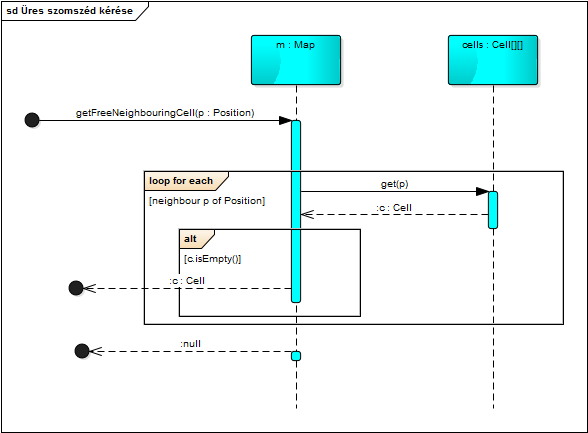 sd Üres szomszéd kérése
m : Map
cells : Cell[][]
getFreeNeighbouringCell(p : Position)
loop for each
[neighbour p of Position]
get(p)
:c : Cell
alt
[c.isEmpty()]
:c : Cell
:null